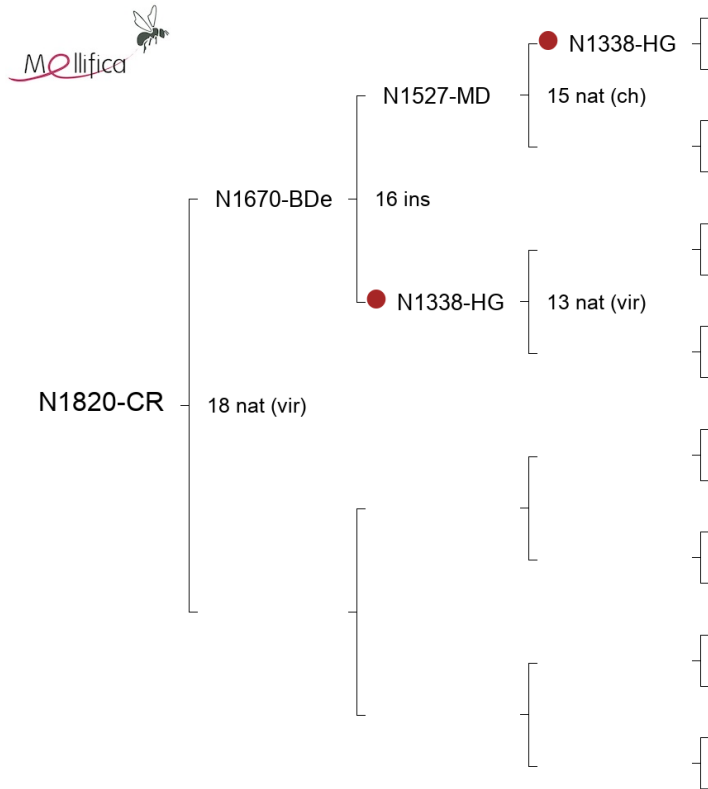 Mellifica
N1338-HG
N1527-MD
15 nat (ch)
N1670-BDe
16 ins
N1338-HG
13 nat (vir)
N1820-CR
18 nat (vir)